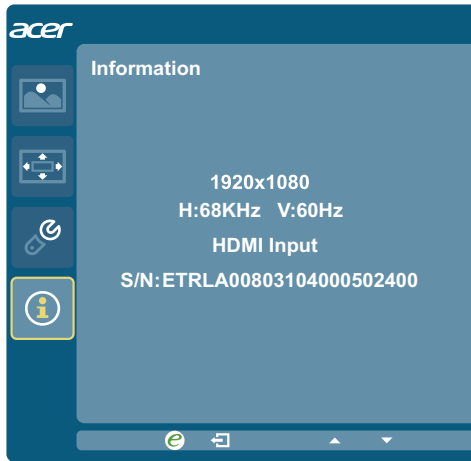 acer
Information
1920x1080
H:68KHz V:60Hz
HDMI Input
S/N:ETRLA00803104000502400
e